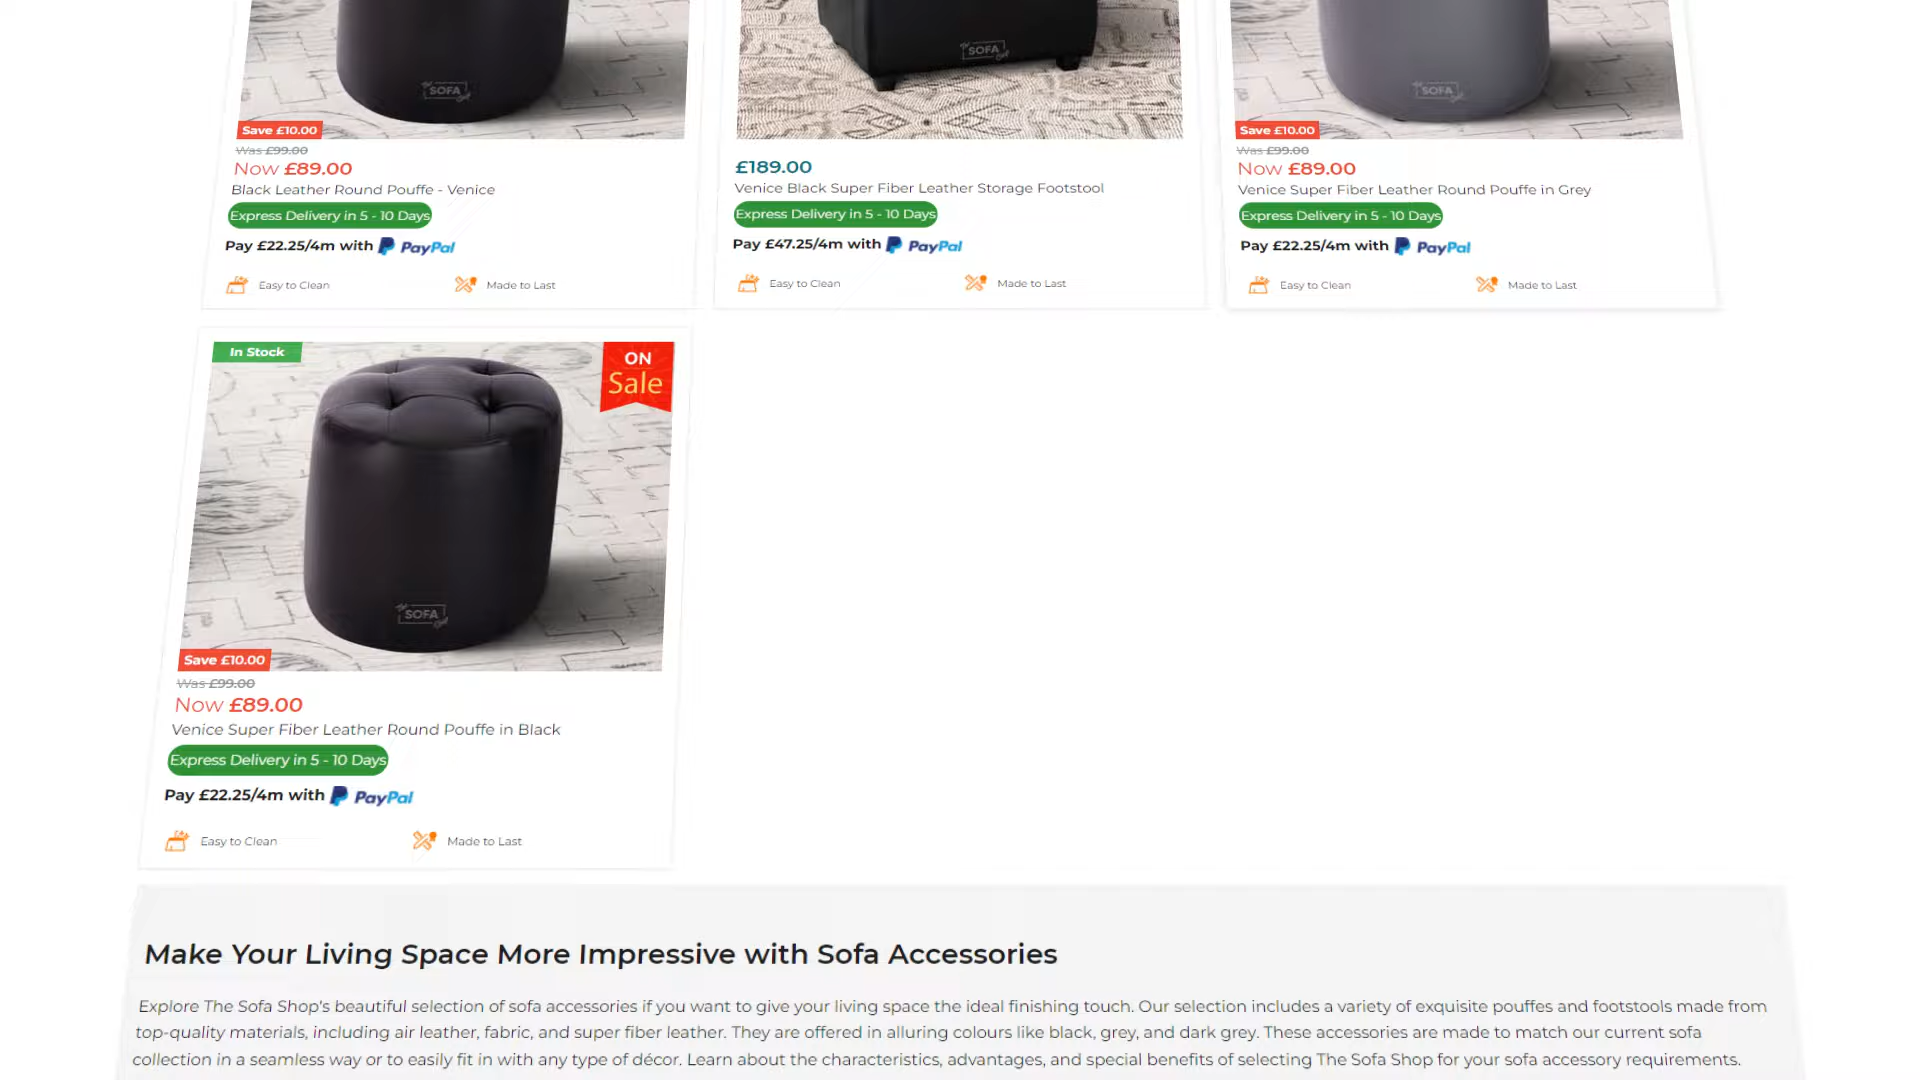 The SOFA Shop
The SOFA Shop
The SOFA Shop
Save £10.00
Save £10.00
Was £99.00
Was £99.00
Now £89.00
£189.00
Now £89.00
Black Leather Round Pouffe - Venice
Venice Black Super Fiber Leather Storage Footstool
Venice Super Fiber Leather Round Pouffe in Grey
Express Delivery in 5 - 10 Days
Express Delivery in 5 - 10 Days
Express Delivery in 5 - 10 Days
Pay £22.25/4m with PayPal
Pay £47.25/4m with PayPal
Pay £22.25/4m with PayPal
Easy to Clean
Made to Last
Easy to Clean
Made to Last
Easy to Clean
Made to Last
In Stock
ON
Sale
The SOFA Shop
Save £10.00
Was £99.00
Now £89.00
Venice Super Fiber Leather Round Pouffe in Black
Express Delivery in 5 - 10 Days
Pay £22.25/4m with PayPal
Easy to Clean
Made to Last
Make Your Living Space More Impressive with Sofa Accessories
Explore The Sofa Shop's beautiful selection of sofa accessories if you want to give your living space the ideal finishing touch. Our selection includes a variety of exquisite pouffes and footstools made from
top-quality materials, including air leather, fabric, and super fiber leather. They are offered in alluring colours like black, grey, and dark grey. These accessories are made to match our current sofa
collection in a seamless way or to easily fit in with any type of décor. Learn about the characteristics, advantages, and special benefits of selecting The Sofa Shop for your sofa accessory requirements.